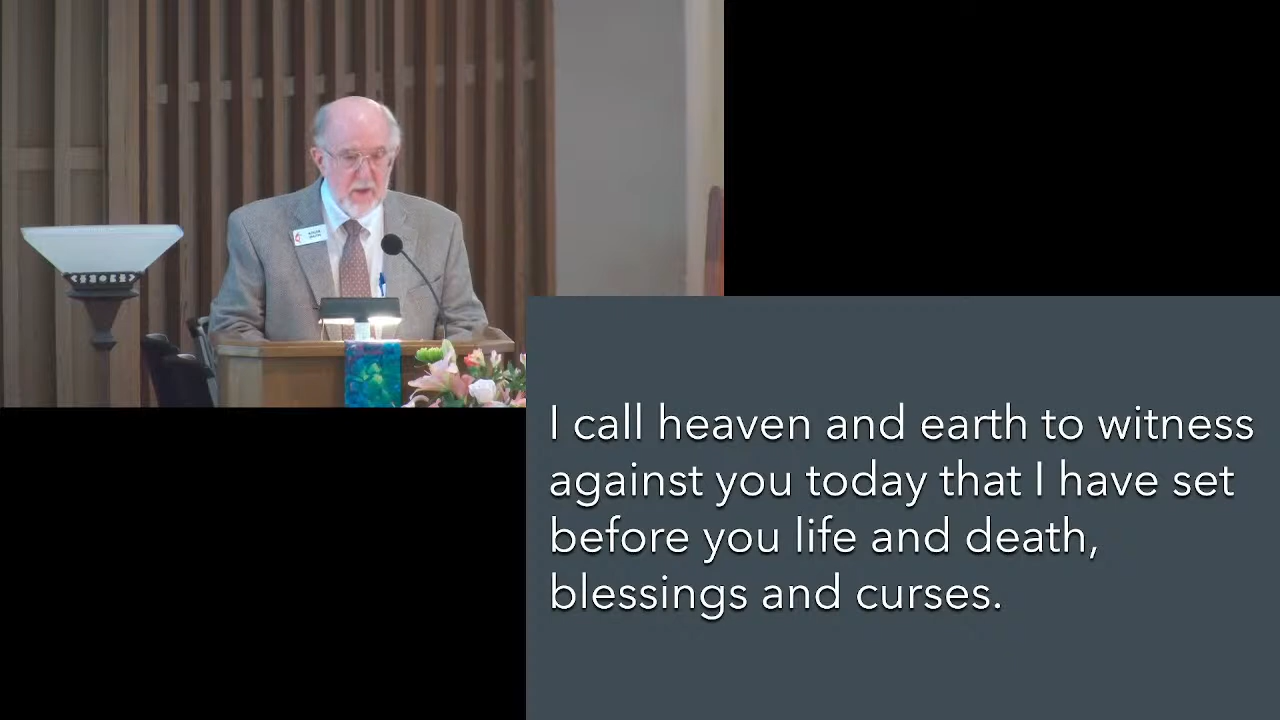 I call heaven and earth to witness
against you today that I have set
before you life and death,
blessings and curses.